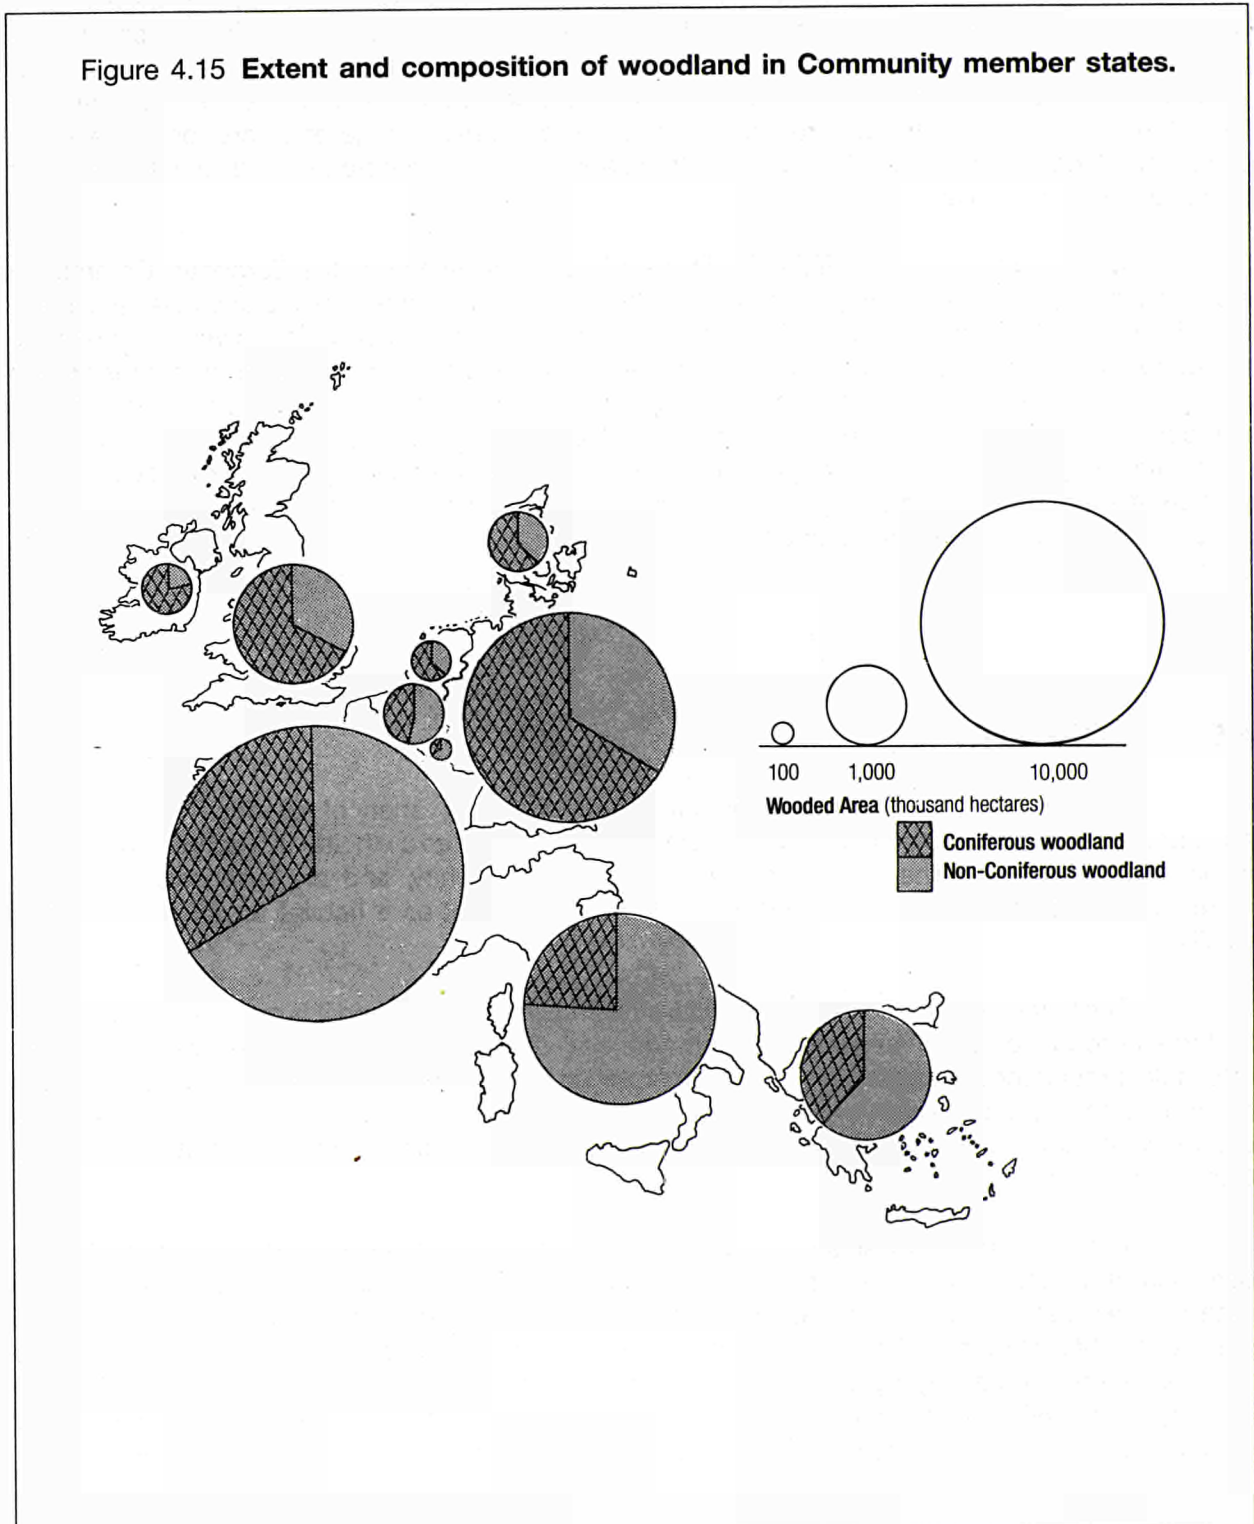 Figure 4.15 Extent and composition of woodland in Community member states.
100 1,000 10,000
Wooded Area (thousand hectares)
Coniferous woodland
Non-Coniferous woodland